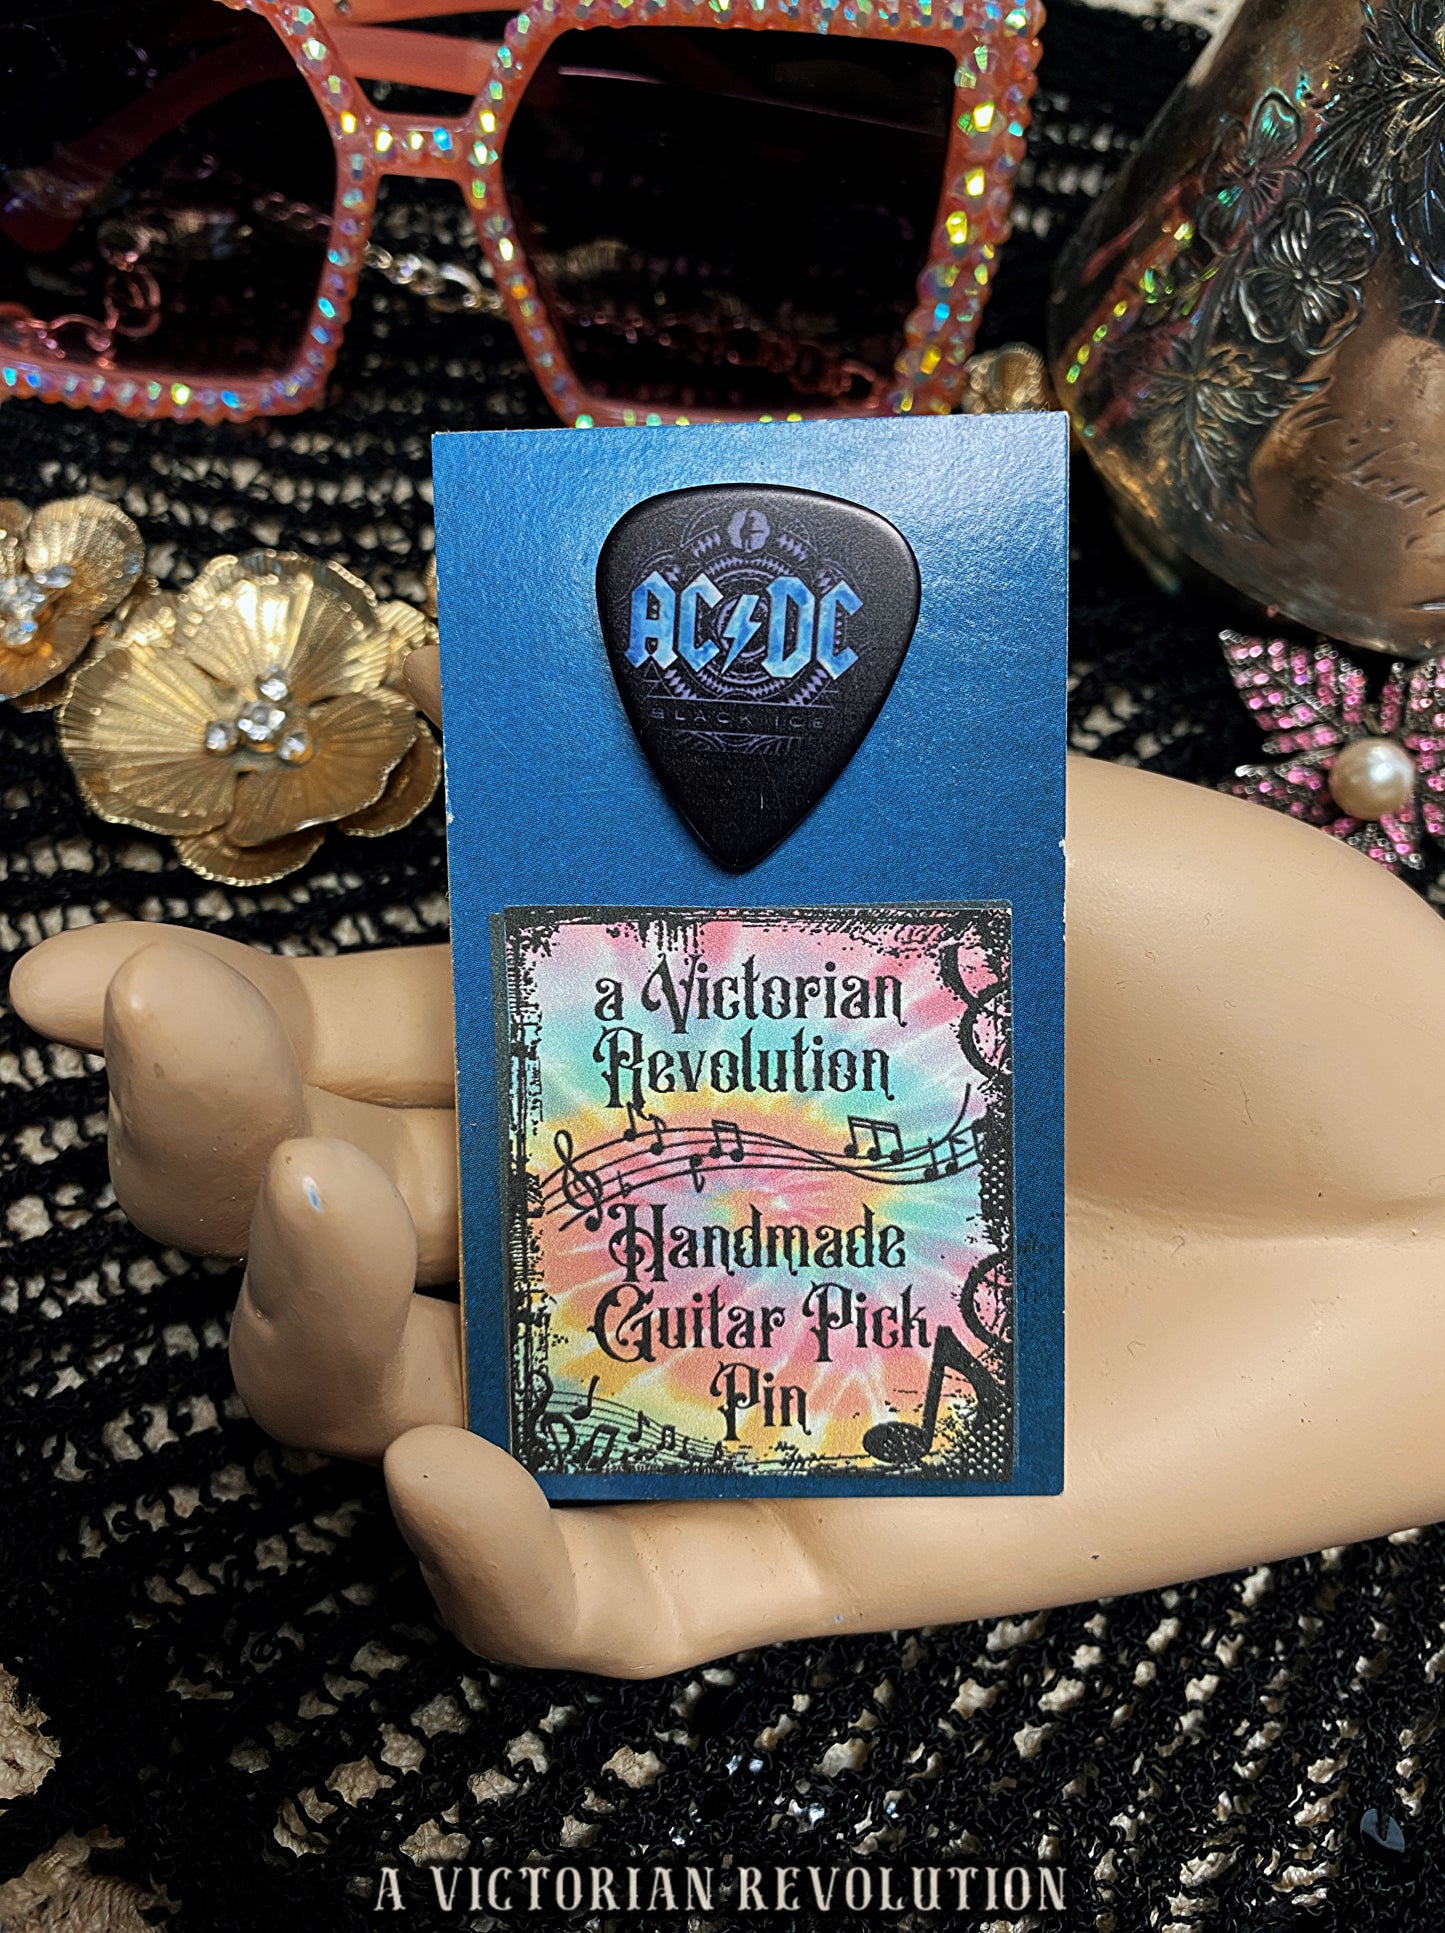 AC⚡DC
BLACK ICE
a Victorian
Revolution
Handmade
Guitar Pick
Pin
A VICTORIAN REVOLUTION